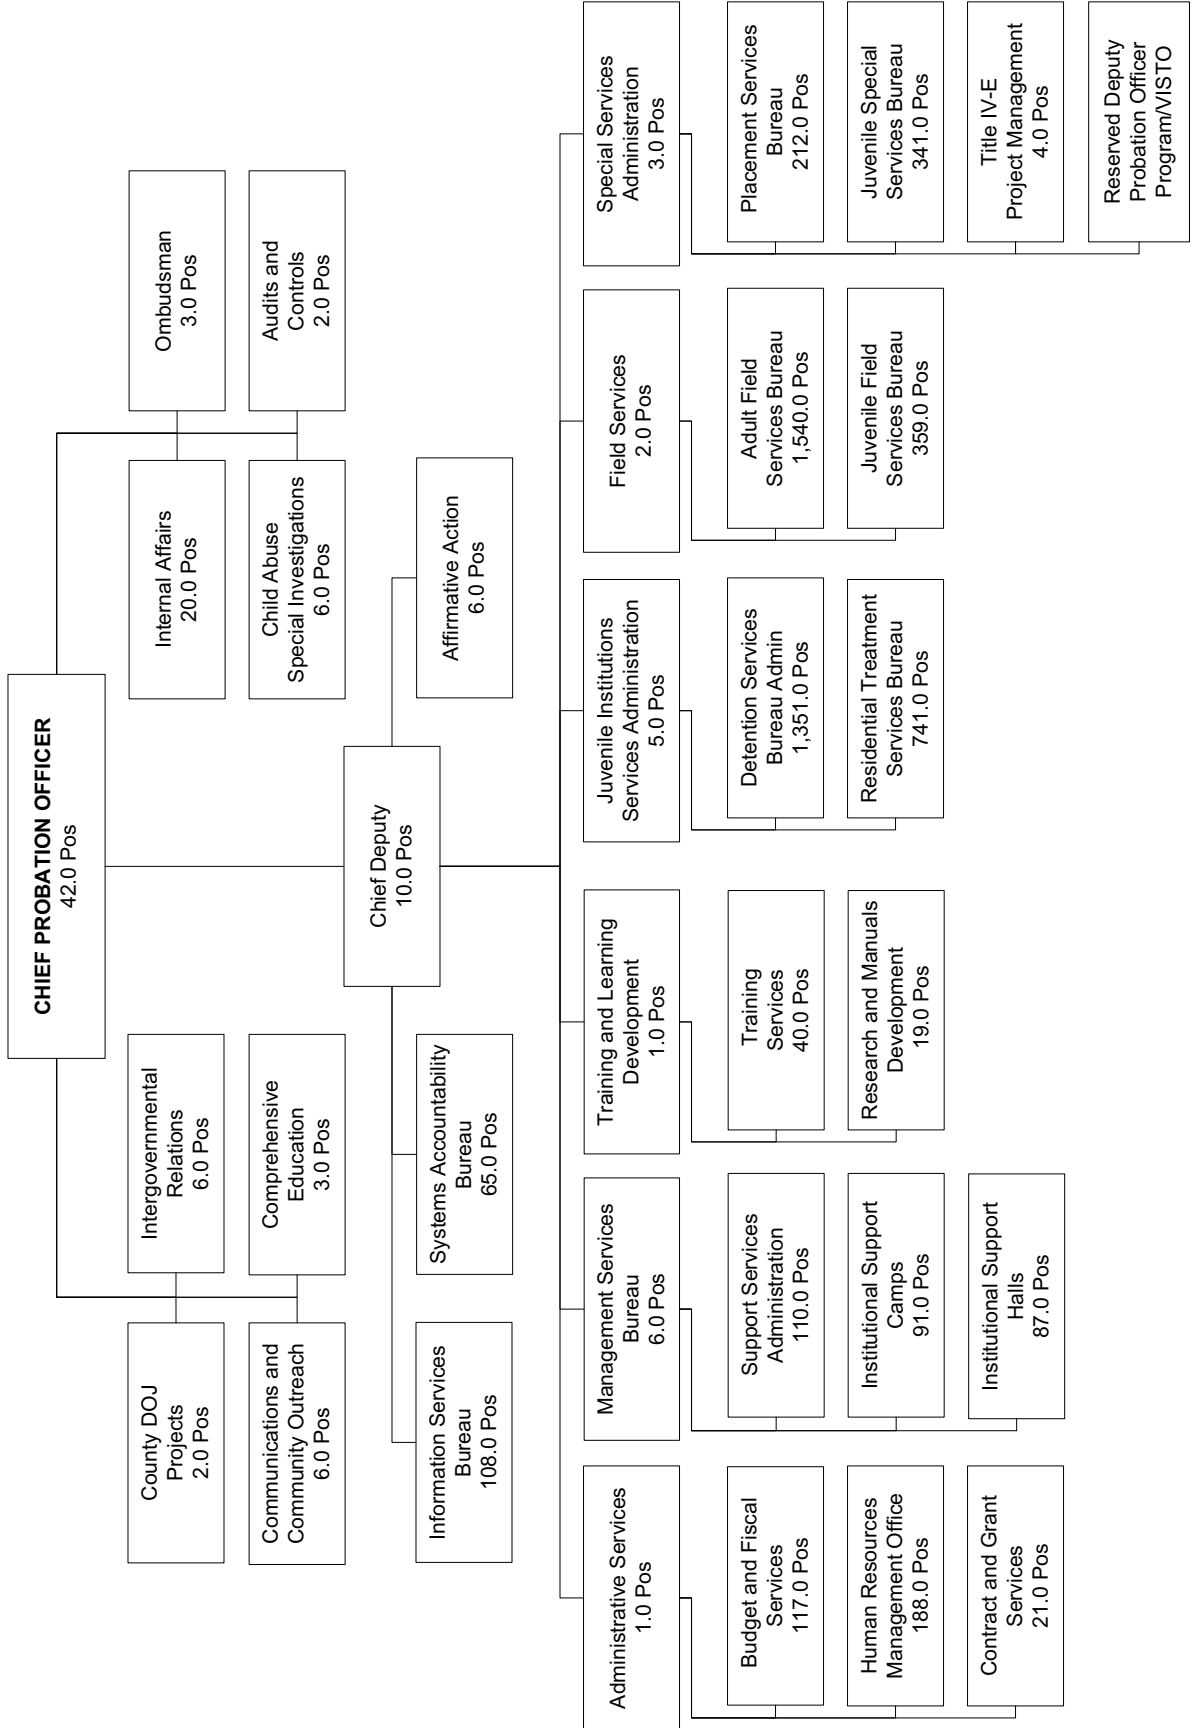 CHIEF PROBATION OFFICER
42.0 Pos
County DOJ
Projects
2.0 Pos
Intergovernmental
Relations
6.0 Pos
Internal Affairs
20.0 Pos
Ombudsman
3.0 Pos
Communications and
Community Outreach
6.0 Pos
Comprehensive
Education
3.0 Pos
Child Abuse
Special Investigations
6.0 Pos
Audits and
Controls
2.0 Pos
Chief Deputy
10.0 Pos
Information Services
Bureau
108.0 Pos
Systems Accountability
Bureau
65.0 Pos
Affirmative Action
6.0 Pos
Administrative Services
1.0 Pos
Budget and Fiscal
Services
117.0 Pos
Human Resources
Management Office
188.0 Pos
Contract and Grant
Services
21.0 Pos
Management Services
Bureau
6.0 Pos
Support Services
Administration
110.0 Pos
Institutional Support
Camps
91.0 Pos
Institutional Support
Halls
87.0 Pos
Training and Learning
Development
1.0 Pos
Training
Services
40.0 Pos
Research and Manuals
Development
19.0 Pos
Juvenile Institutions
Services Administration
5.0 Pos
Detention Services
Bureau Admin
1,351.0 Pos
Residential Treatment
Services Bureau
741.0 Pos
Field Services
2.0 Pos
Adult Field
Services Bureau
1,540.0 Pos
Juvenile Field
Services Bureau
359.0 Pos
Special Services
Administration
3.0 Pos
Placement Services
Bureau
212.0 Pos
Juvenile Special
Services Bureau
341.0 Pos
Title IV-E
Project Management
4.0 Pos
Reserved Deputy
Probation Officer
Program/VISTO